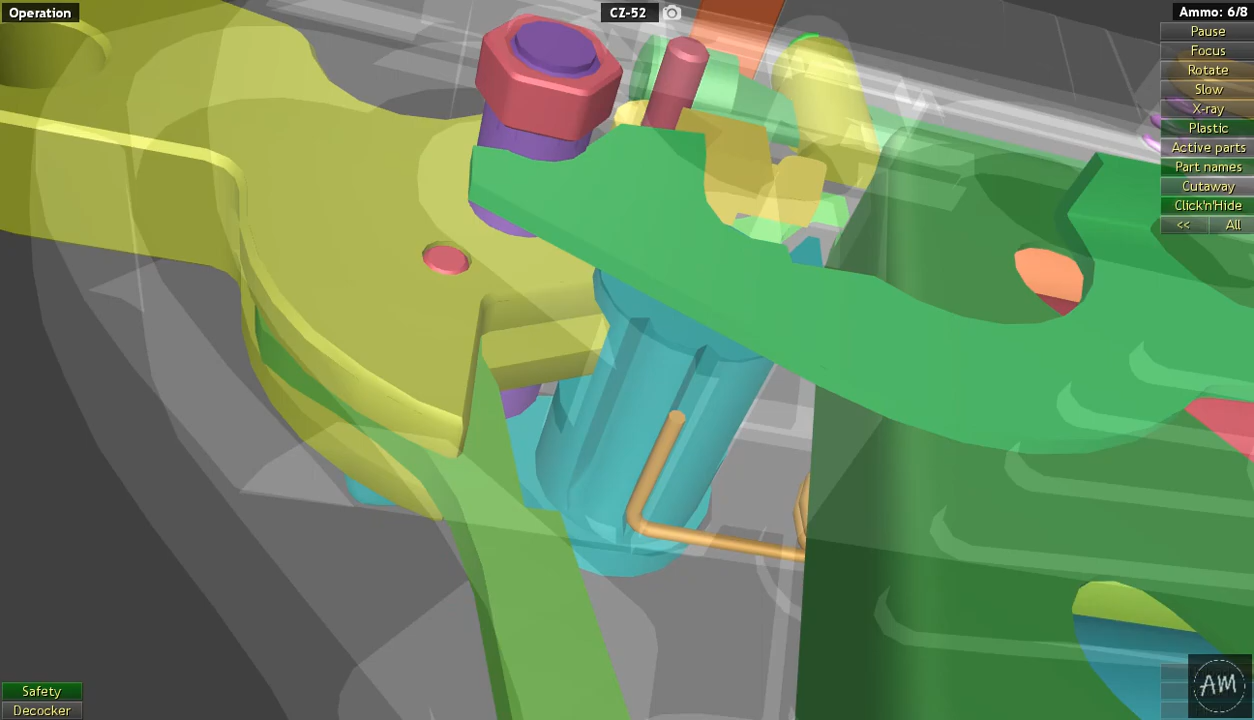 Operation
CZ-52
Ammo: 6/8
Pause
Focus
Rotate
Slow
X-ray
Plastic
Active parts
Part names
Cutaway
Click'n'Hide
<< All
Safety
Decocker
AM